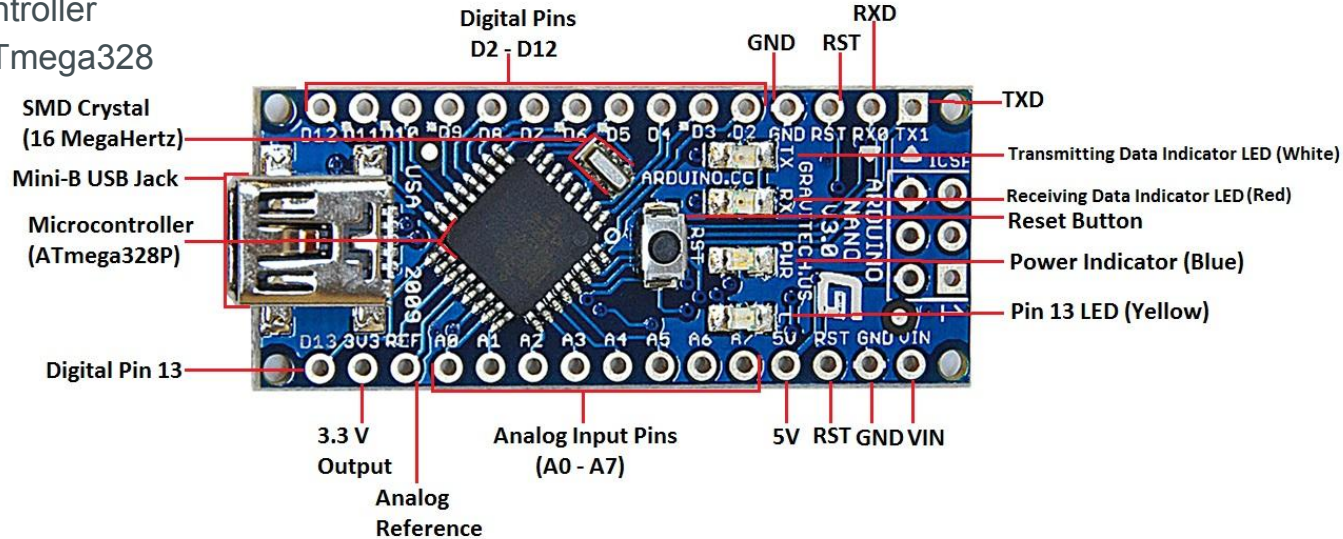 ntroller
Tmega328
Digital Pins
D2 - D12
GND
RST
RXD
TXD
SMD Crystal
(16 MegaHertz)
Mini-B USB Jack
Microcontroller
(ATmega328P)
Digital Pin 13
D12 D11 D10 D9 D8 D7 D6 D5 D4 D3 D2 GND RST RX0 TX1
ICSP
ARDUINO.CC
USA
2009
TX
RX
PWR
L
RST
GRAVITECH.US
ARDUINO
NANO
V3.0
1
D13 3V3 REF A0 A1 A2 A3 A4 A5 A6 A7 5V RST GND VIN
Transmitting Data Indicator LED (White)
Receiving Data Indicator LED (Red)
Reset Button
Power Indicator (Blue)
Pin 13 LED (Yellow)
3.3 V
Output
Analog
Reference
Analog Input Pins
(A0 - A7)
5V
RST
GND
VIN